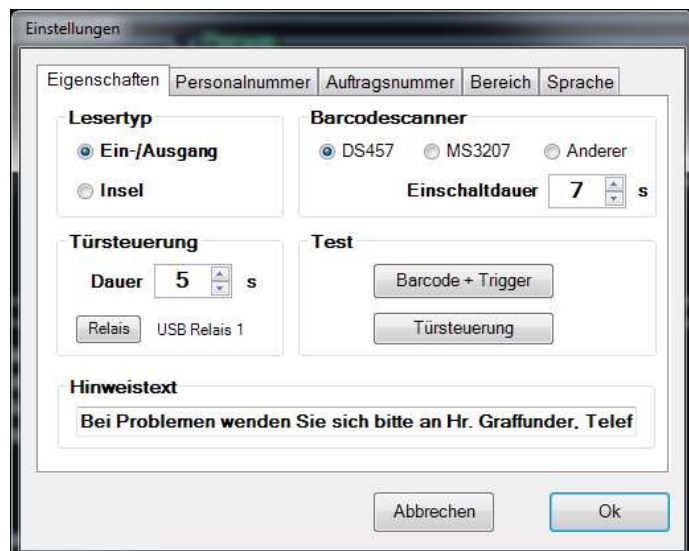 Einstellungen
Eigenschaften Personalnummer Auftragsnummer Bereich Sprache
Lesertyp
Ein-/Ausgang
Insel
Barcodescanner
DS457 MS3207 Anderer
Einschaltdauer 7 s
Türsteuerung
Dauer 5 s
Relais USB Relais 1
Test
Barcode + Trigger
Türsteuerung
Hinweistext
Bei Problemen wenden Sie sich bitte an Hr. Graffunder, Telef
Abbrechen Ok